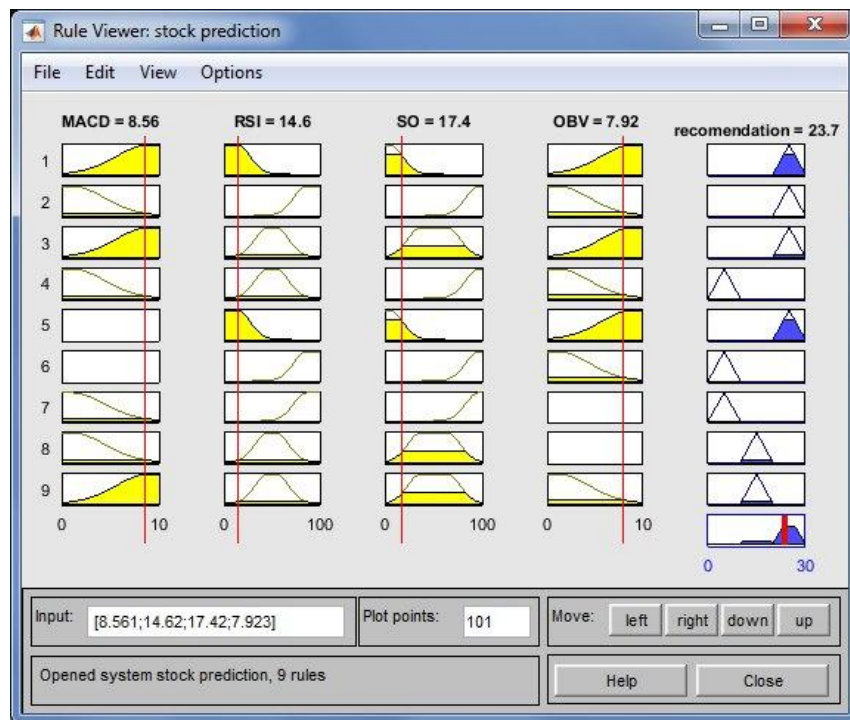 Rule Viewer: stock prediction
File Edit View Options
MACD = 8.56 RSI = 14.6 SO = 17.4 OBV = 7.92 recomendation = 23.7
1
2
3
4
5
6
7
8
9
0 10 0 100 0 100 0 10
0 30
Input: [8.561;14.62;17.42;7.923] Plot points: 101 Move: left right down up
Opened system stock prediction, 9 rules Help Close